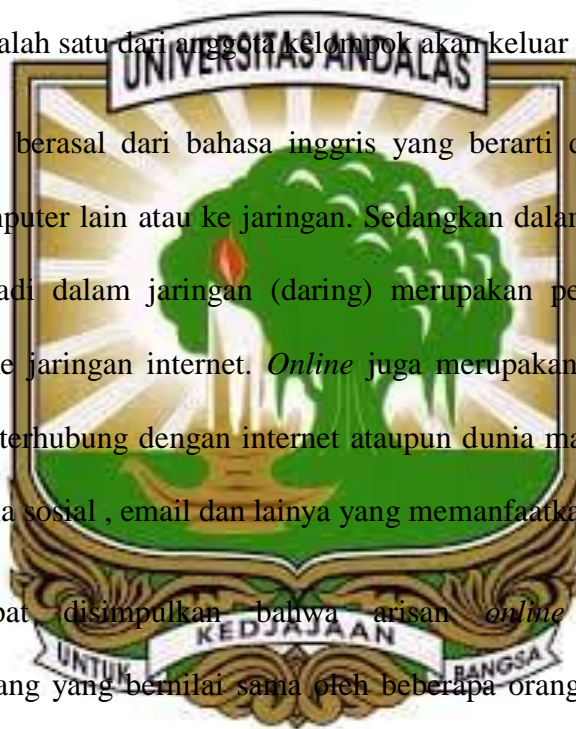 alah satu dari anggota kelompok akan keluar
UNIVERSITAS ANDALAS
berasal dari bahasa inggris yang berarti
puter lain atau ke jaringan. Sedangkan dalam
adi dalam jaringan (daring) merupakan pe
e jaringan internet. Online juga merupakan
terhubung dengan internet ataupun dunia ma
a sosial , email dan lainya yang memanfaatka
pat disimpulkan bahwa arisan online
KEDJAJAAN
UNTUK BANGSA
ang yang bernilai sama oleh beberapa orang